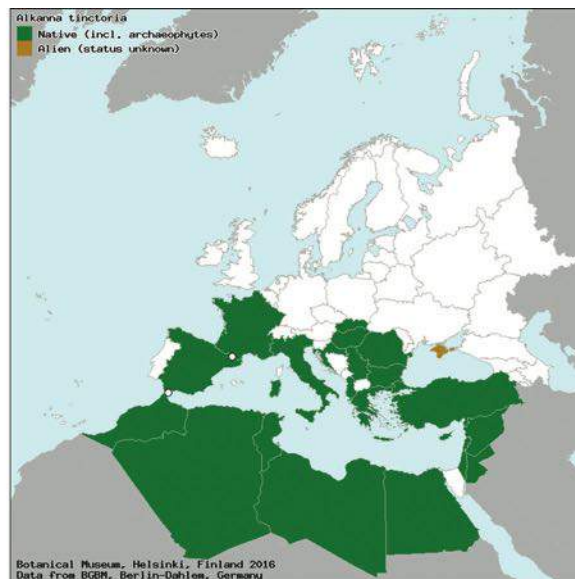 Alkanna tinctoria
Native (incl. archaeophytes)
Alien (status unknown)
Botanical Museum, Helsinki, Finland 2016
Data from BGBM, Berlin-Dahlem, Germany